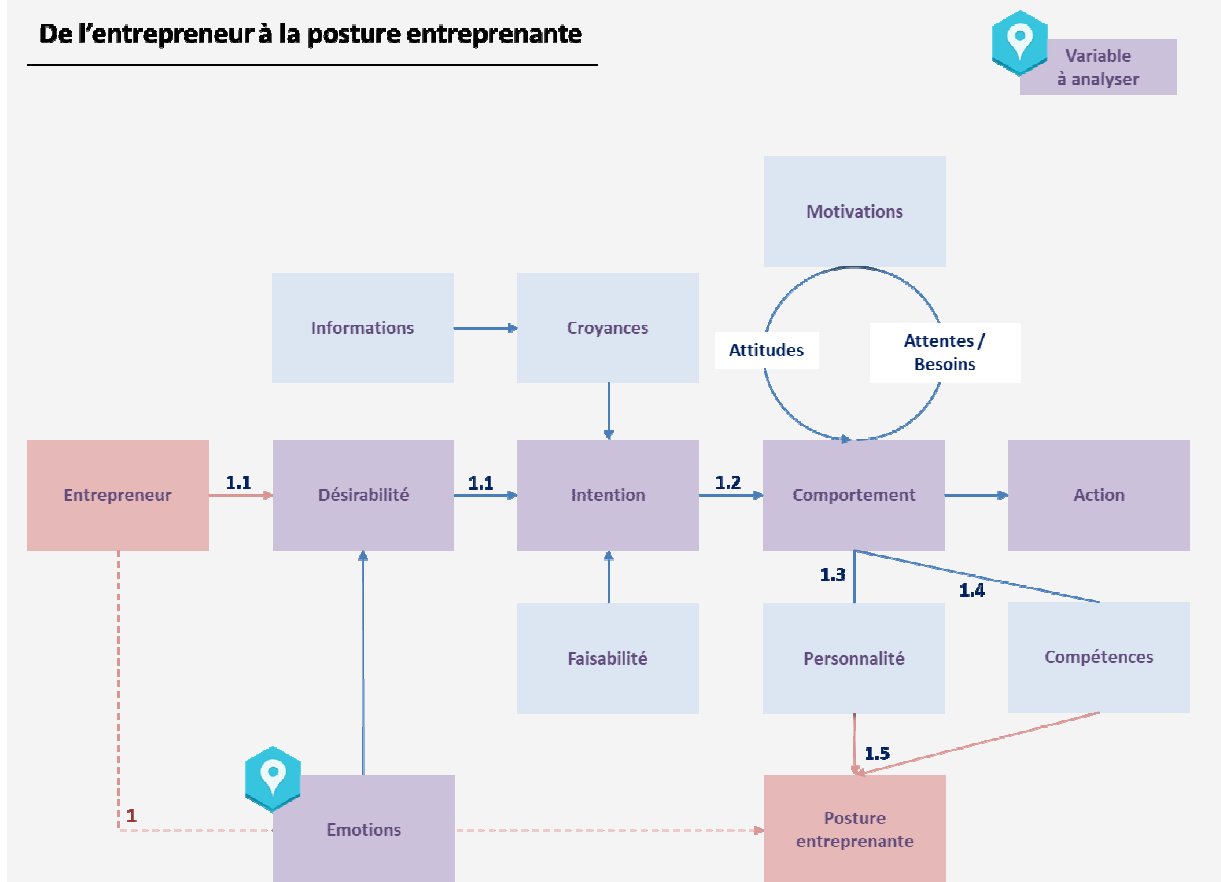 De l'entrepreneur à la posture entreprenante
Variable
à analyser
Motivations
Informations
Croyances
Attitudes
Attentes /
Besoins
Entrepreneur
1.1
Désirabilité
1.1
Intention
1.2
Comportement
Action
1.3
1.4
Faisabilité
Personnalité
Compétences
1.5
1
Emotions
Posture
entreprenante